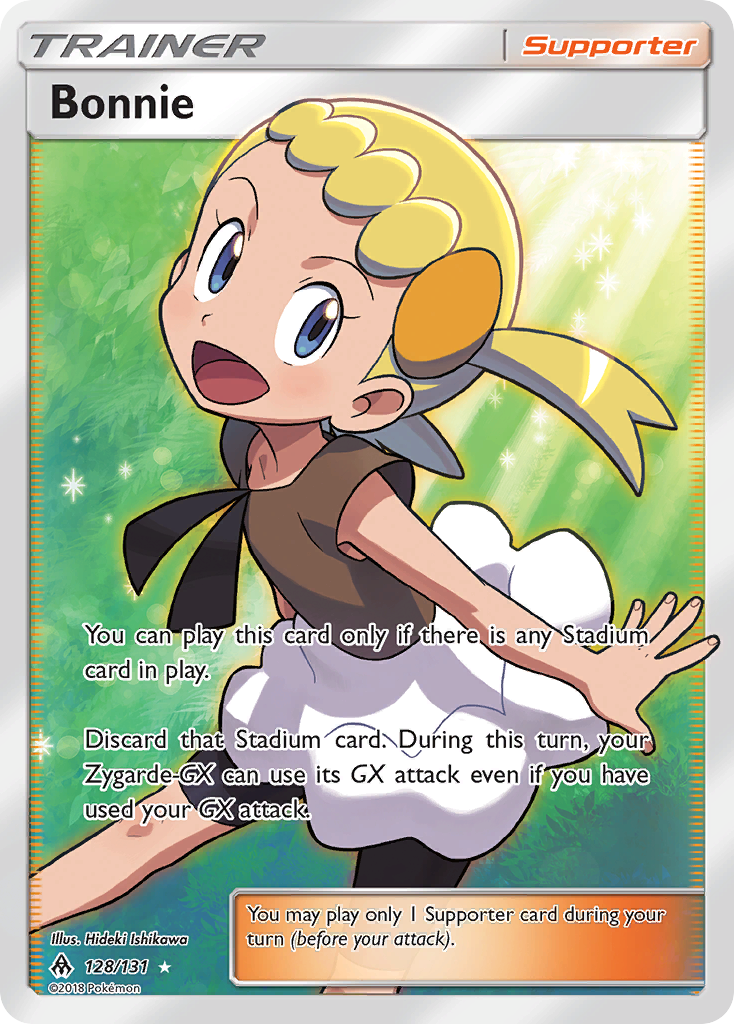 TRAINER
Supporter
Bonnie
You can play this card only if there is any Stadium
card in play.
Discard that Stadium card. During this turn, your
Zygarde-GX can use its GX attack even if you have
used your GX attack.
You may play only 1 Supporter card during your
turn (before your attack).
Illus. Hideki Ishikawa
128/131
©2018 Pokémon